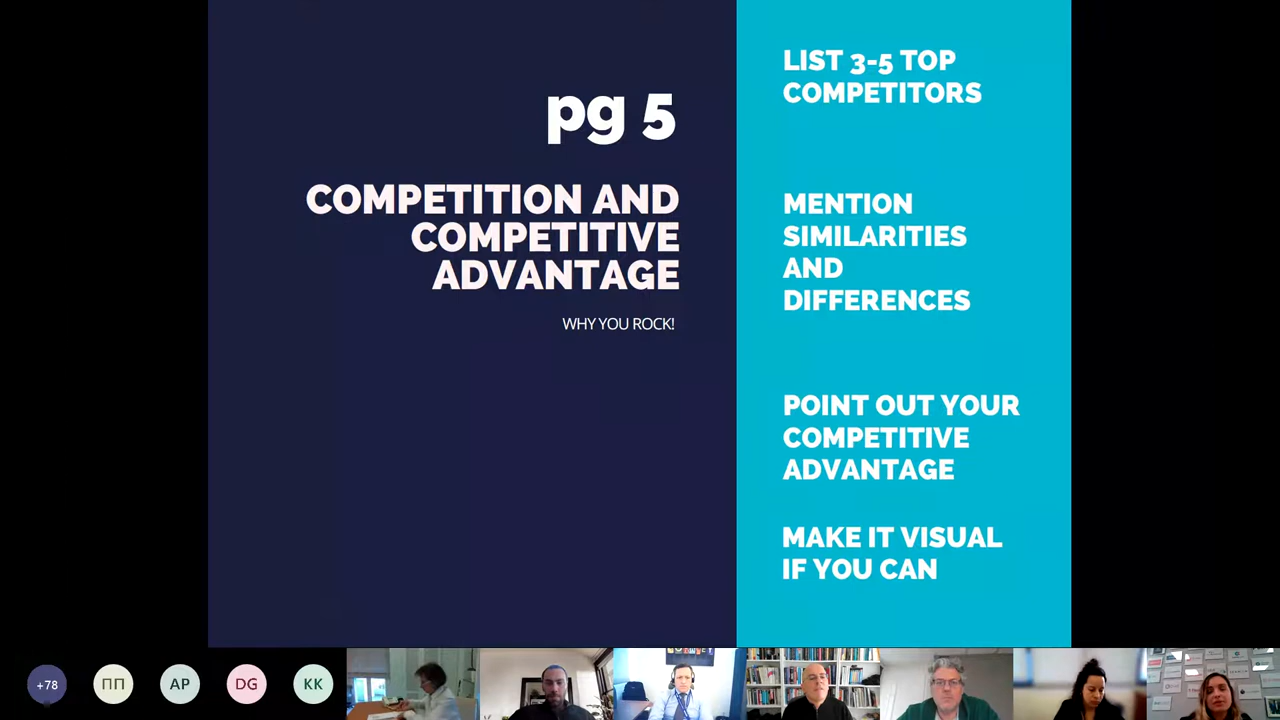 pg 5
COMPETITION AND
COMPETITIVE
ADVANTAGE
WHY YOU ROCK!
LIST 3-5 TOP
COMPETITORS
MENTION
SIMILARITIES
AND
DIFFERENCES
POINT OUT YOUR
COMPETITIVE
ADVANTAGE
MAKE IT VISUAL
IF YOU CAN
+78
ΠΠ
AP
DG
KK